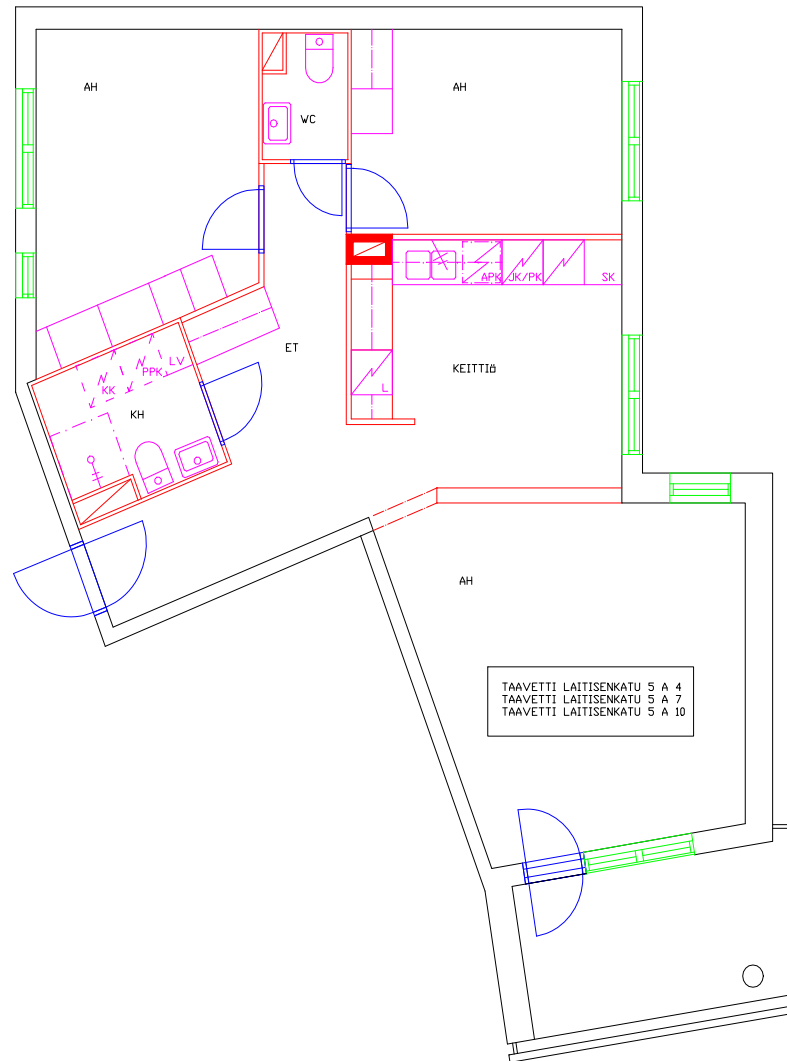 AH
AH
WC
APK
JK/PK
SK
ET
KEITTIÖ
LV
PPK
KK
L
KH
AH
TAAVETTI LAITISENKATU 5 A 4
TAAVETTI LAITISENKATU 5 A 7
TAAVETTI LAITISENKATU 5 A 10